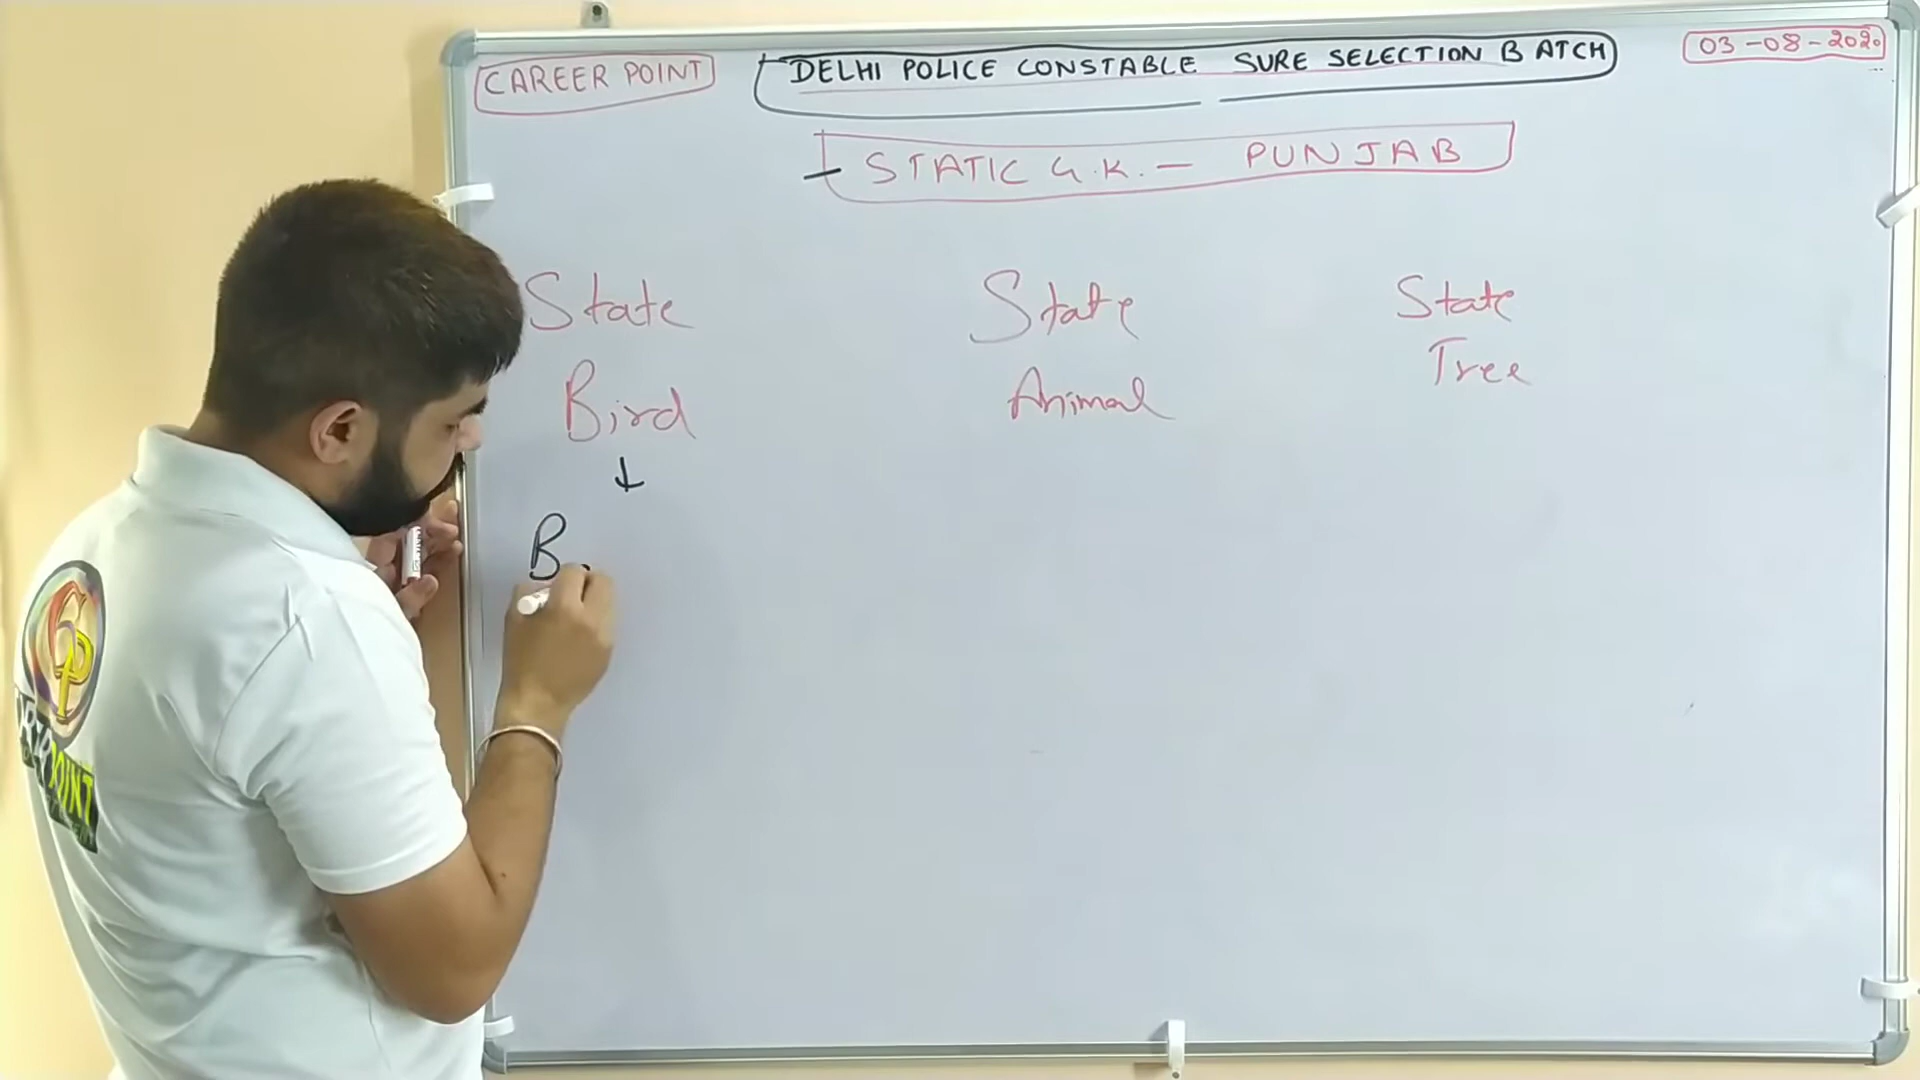 CAREER POINT
DELHI POLICE CONSTABLE SURE SELECTION BATCH
03-08-2020
STATIC G.K. - PUNJAB
State
Bird
State
Animal
State
Tree
B